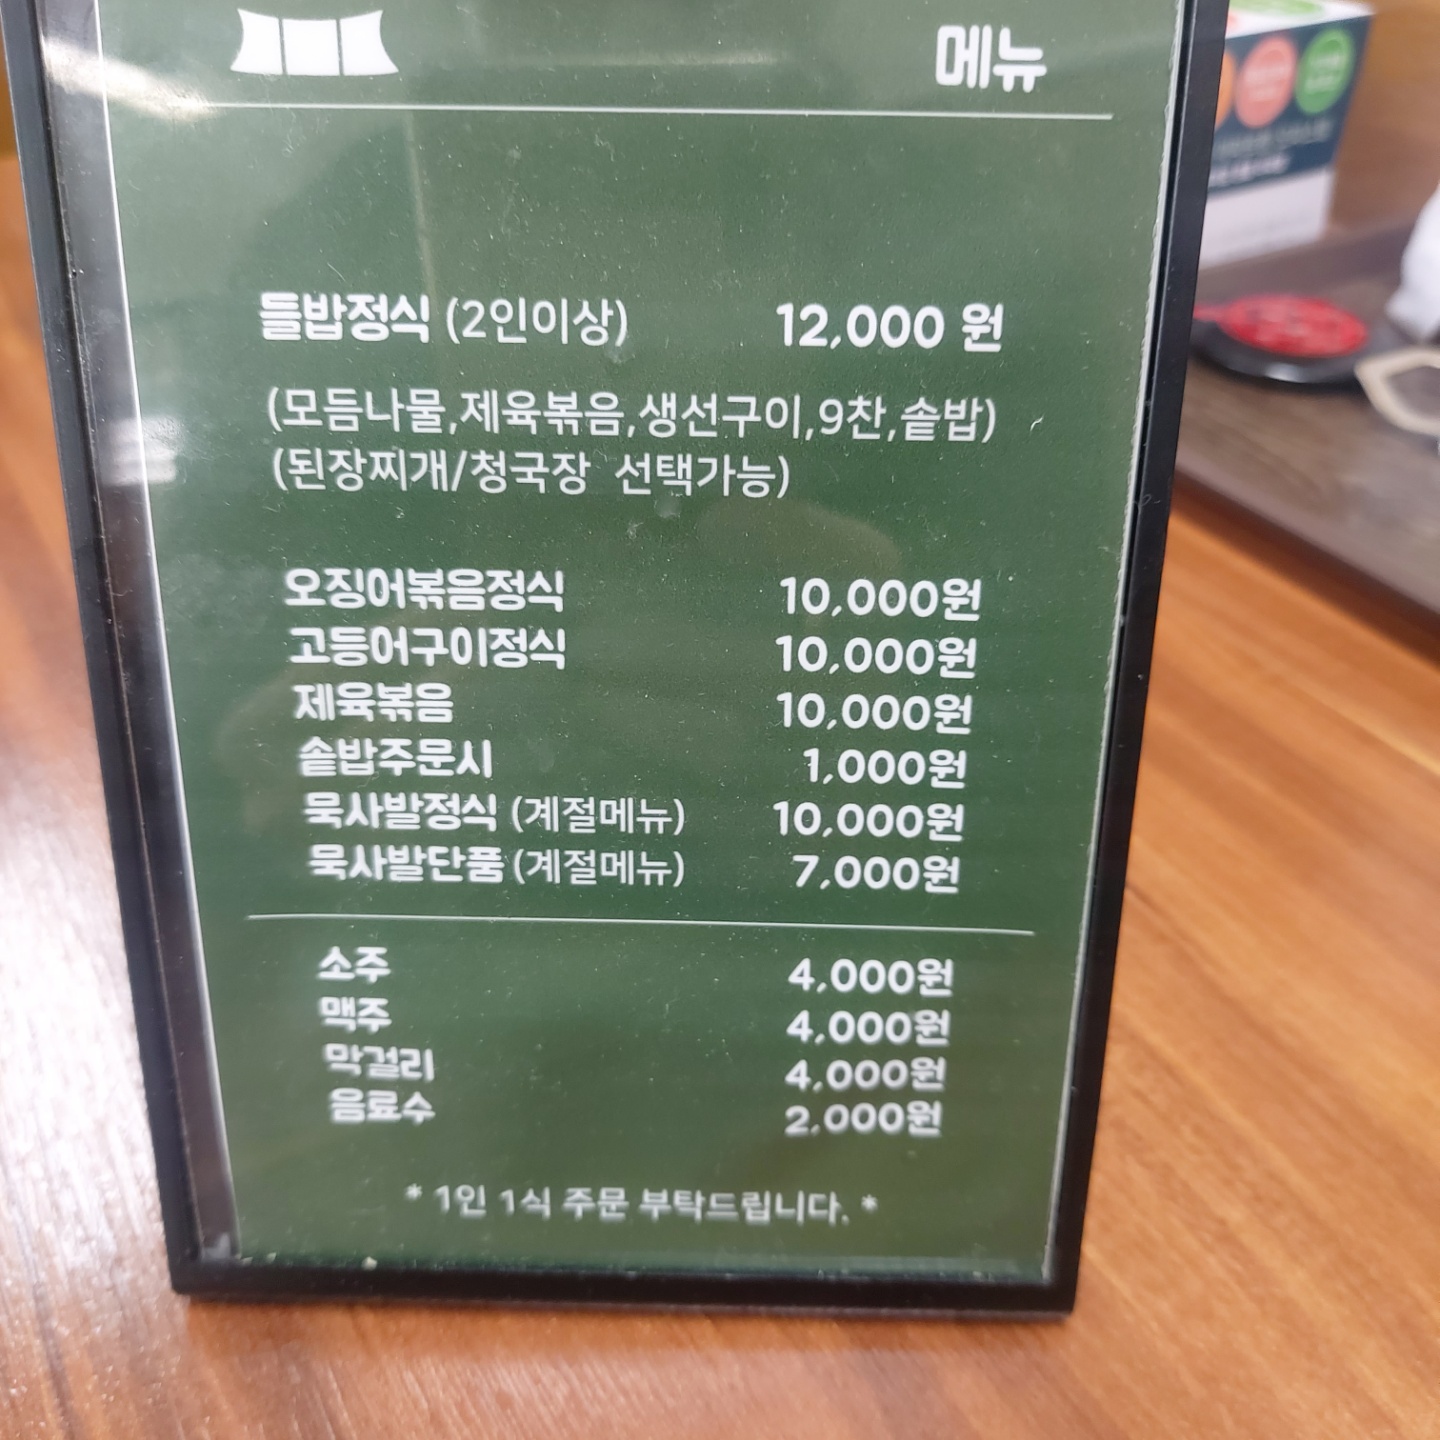 메뉴
들밥정식 (2인이상) 12,000 원
(모듬나물,제육볶음,생선구이,9찬,솥밥)
(된장찌개/청국장 선택가능)
오징어볶음정식 10,000원
고등어구이정식 10,000원
제육볶음 10,000원
솥밥주문시 1,000원
묵사발정식 (계절메뉴) 10,000원
묵사발단품 (계절메뉴) 7,000원
소주 4,000원
맥주 4,000원
막걸리 4,000원
음료수 2,000원
* 1인 1식 주문 부탁드립니다. *